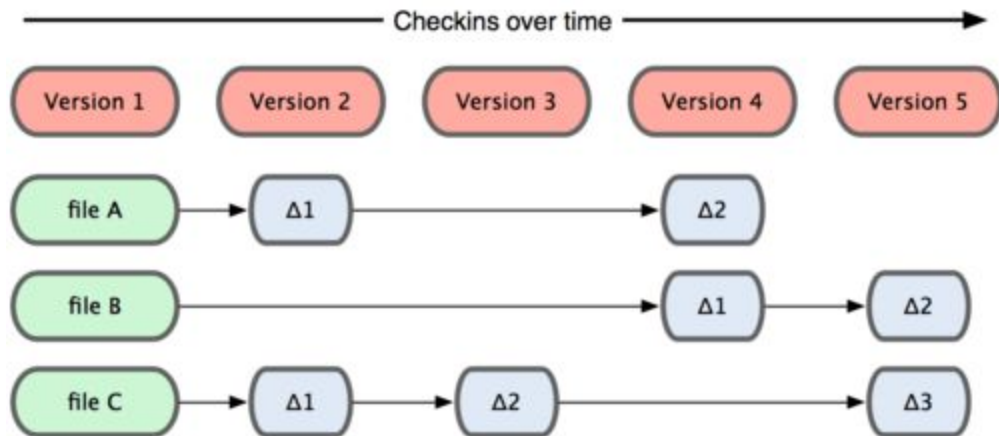 Checkins over time
Version 1 Version 2 Version 3 Version 4 Version 5
file A Δ1 Δ2
file B Δ1 Δ2
file C Δ1 Δ2 Δ3